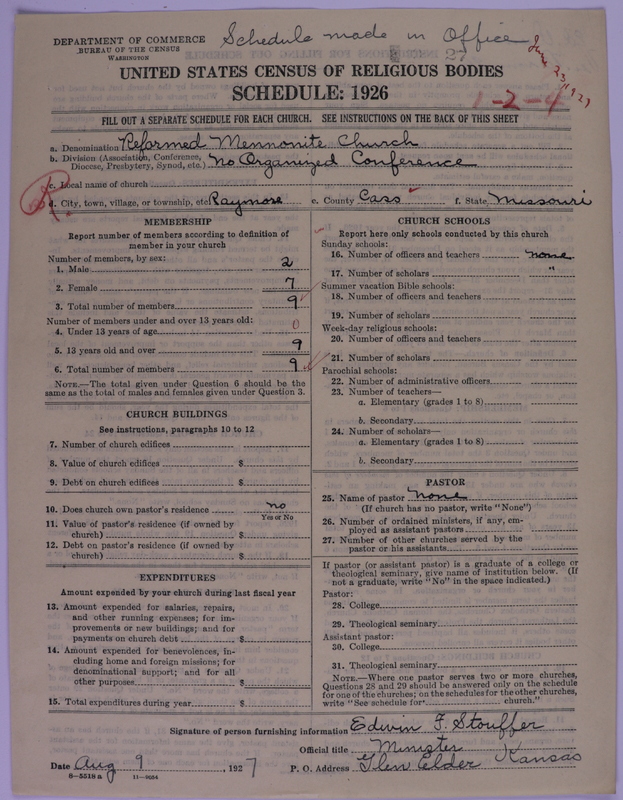 DEPARTMENT OF COMMERCE
BUREAU OF THE CENSUS
WASHINGTON
Schedule made in Office
27
June 23, 1927
UNITED STATES CENSUS OF RELIGIOUS BODIES
SCHEDULE: 1926
1-2-4
FILL OUT A SEPARATE SCHEDULE FOR EACH CHURCH. SEE INSTRUCTIONS ON THE BACK OF THIS SHEET
a. Denomination Reformed Mennonite Church
b. Division (Association, Conference, Diocese, Presbytery, Synod, etc.) No Organized Conference
c. Local name of church
d. City, town, village, or township, etc. Raymore e. County Cass f. State Missouri
MEMBERSHIP
Report number of members according to definition of
member in your church
Number of members, by sex:
1. Male 2
2. Female 7
3. Total number of members 9
Number of members under and over 13 years old:
4. Under 13 years of age 0
5. 13 years old and over 9
6. Total number of members 9
NOTE.—The total given under Question 6 should be the
same as the total of males and females given under Question 3.
CHURCH BUILDINGS
See instructions, paragraphs 10 to 12
7. Number of church edifices
8. Value of church edifices $
9. Debt on church edifices $
10. Does church own pastor's residence no
Yes or No
11. Value of pastor's residence (if owned by
church) $
12. Debt on pastor's residence (if owned by
church) $
EXPENDITURES
Amount expended by your church during last fiscal year
13. Amount expended for salaries, repairs,
and other running expenses; for im-
provements or new buildings; and for
payments on church debt $
14. Amount expended for benevolences, in-
cluding home and foreign missions; for
denominational support; and for all
other purposes $
15. Total expenditures during year $
CHURCH SCHOOLS
Report here only schools conducted by this church
Sunday schools:
16. Number of officers and teachers none
17. Number of scholars "
Summer vacation Bible schools:
18. Number of officers and teachers
19. Number of scholars
Week-day religious schools:
20. Number of officers and teachers
21. Number of scholars
Parochial schools:
22. Number of administrative officers
23. Number of teachers—
a. Elementary (grades 1 to 8)
b. Secondary
24. Number of scholars—
a. Elementary (grades 1 to 8)
b. Secondary
PASTOR
25. Name of pastor none
(If church has no pastor, write "None")
26. Number of ordained ministers, if any, em-
ployed as assistant pastors
27. Number of other churches served by the
pastor or his assistants
If pastor (or assistant pastor) is a graduate of a college or
theological seminary, give name of institution below. (If
not a graduate, write "No" in the space indicated.)
Pastor:
28. College
29. Theological seminary
Assistant pastor:
30. College
31. Theological seminary
NOTE.—Where one pastor serves two or more churches,
Questions 28 and 29 should be answered only on the schedule
for one of the churches; on the schedules for the other churches,
write "See schedule for church."
Signature of person furnishing information Edwin F. Stouffer
Official title Minister
Date Aug 9, 1927 P. O. Address Glen Elder Kansas
8-5518 a 11-9684